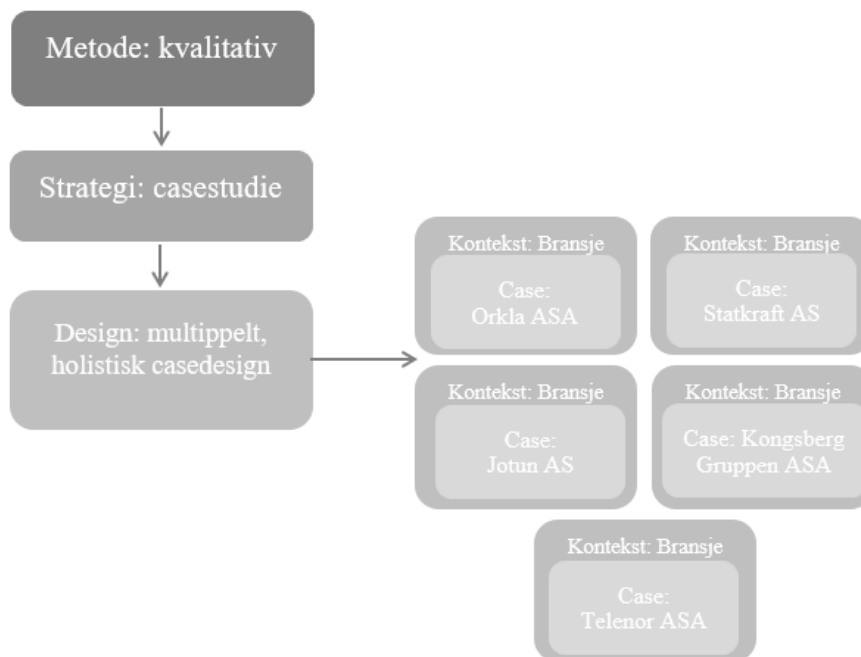 Metode: kvalitativ
Strategi: casestudie
Design: multippelt,
holistisk casedesign
Kontekst: Bransje
Case:
Orkla ASA
Kontekst: Bransje
Case:
Statkraft AS
Kontekst: Bransje
Case:
Jotun AS
Kontekst: Bransje
Case: Kongsberg
Gruppen ASA
Kontekst: Bransje
Case:
Telenor ASA